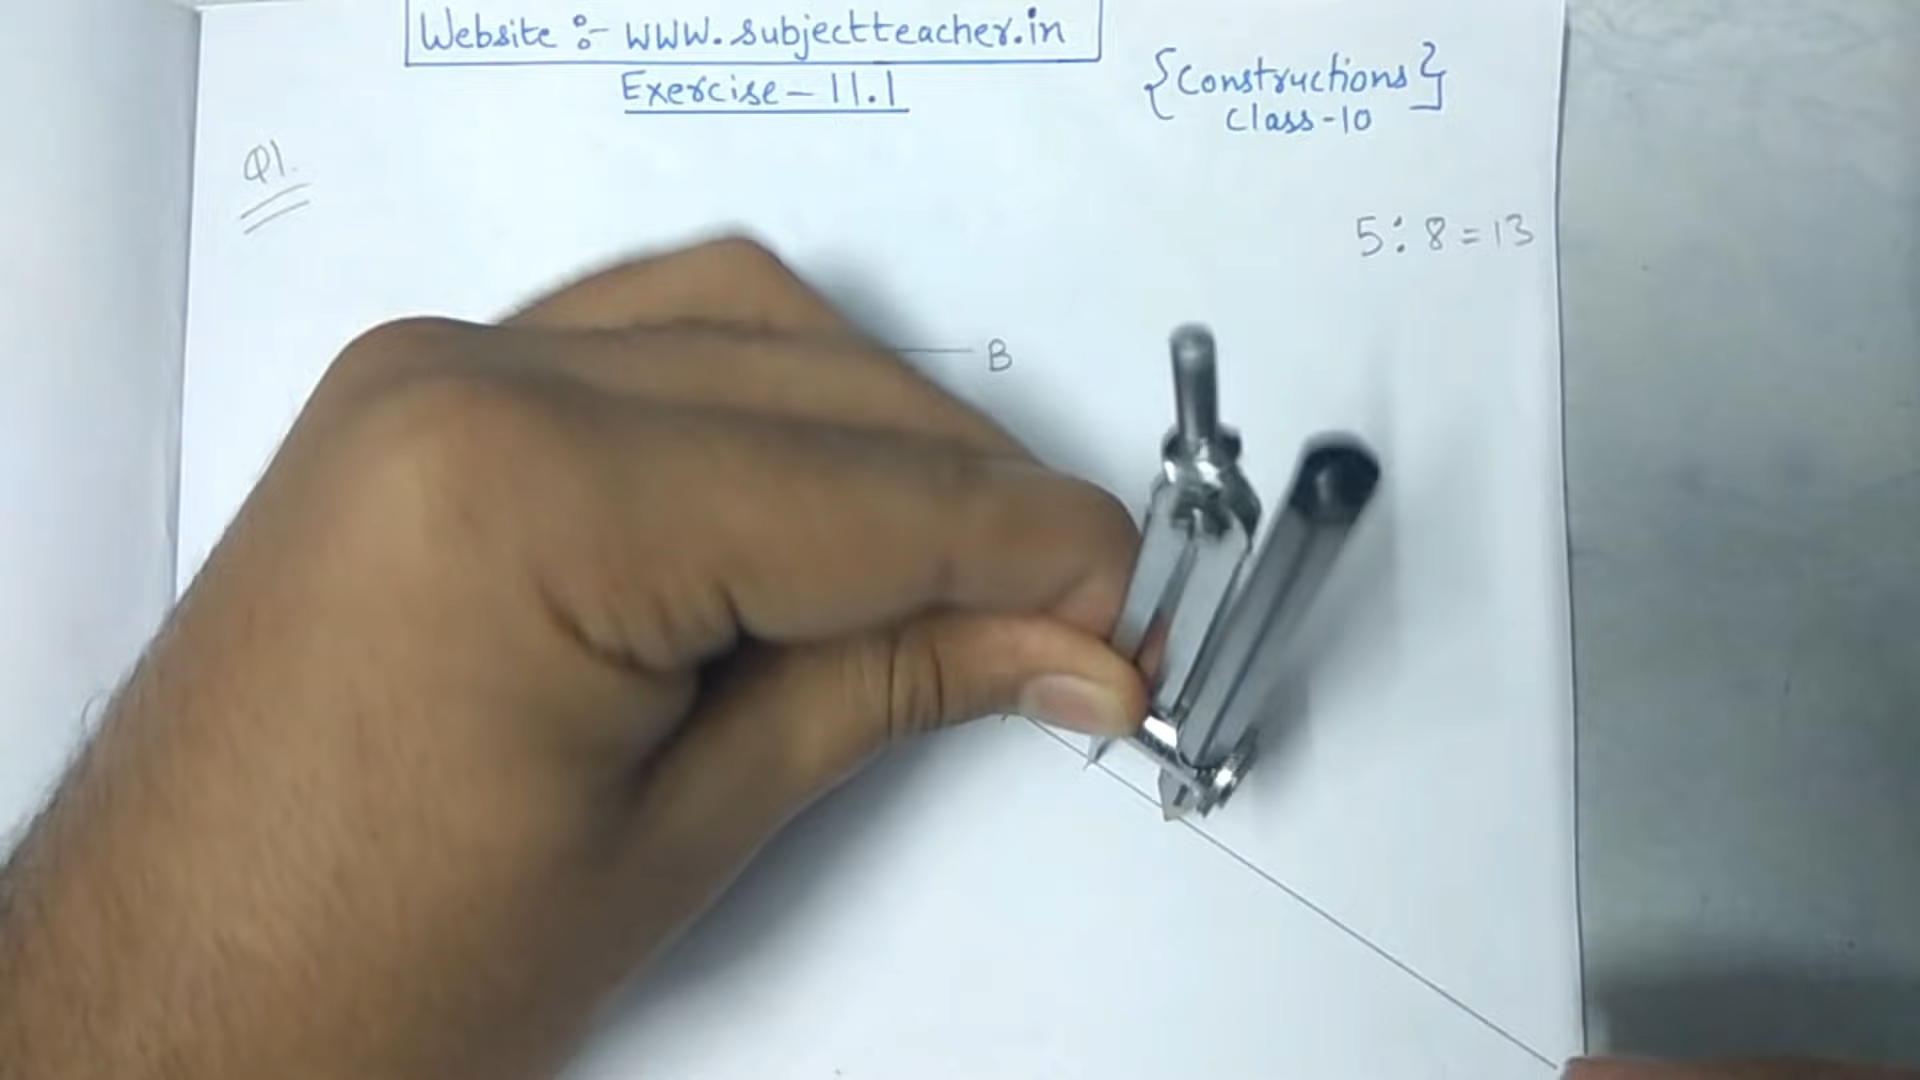 Website :- www.subjectteacher.in
Exercise - 11.1
{Constructions}
Class-10
Q1.
5:8=13
B